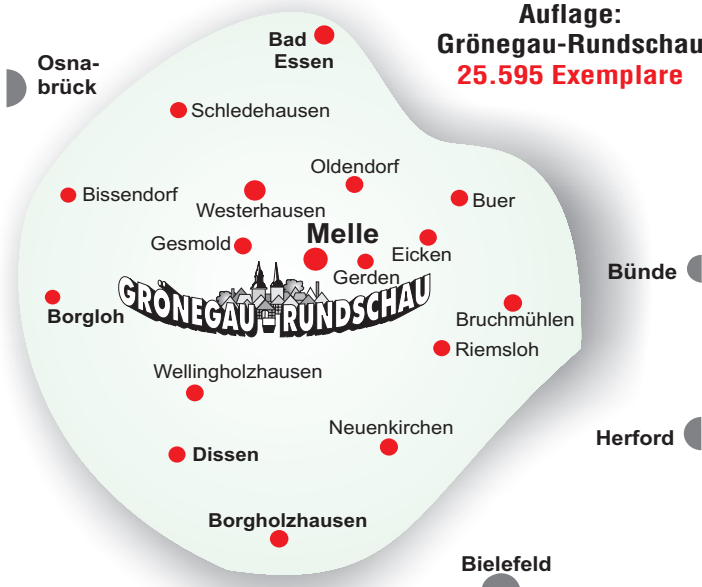 Auflage:
Grönegau-Rundschau
25.595 Exemplare
Bad
Essen
Osna-
brück
Schledehausen
Oldendorf
Bissendorf
Westerhausen
Buer
Gesmold
Melle
Eicken
Gerden
Bünde
GRÖNEGAU-RUNDSCHAU
Borgloh
Bruchmühlen
Riemsloh
Wellingholzhausen
Neuenkirchen
Herford
Dissen
Borgholzhausen
Bielefeld